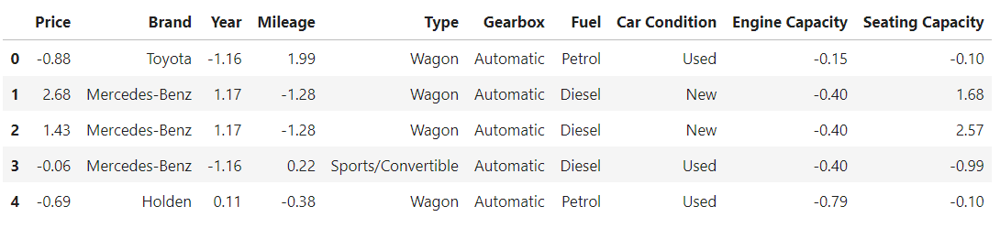 Price Brand Year Mileage Type Gearbox Fuel Car Condition Engine Capacity Seating Capacity
0 -0.88 Toyota -1.16 1.99 Wagon Automatic Petrol Used -0.15 -0.10
1 2.68 Mercedes-Benz 1.17 -1.28 Wagon Automatic Diesel New -0.40 1.68
2 1.43 Mercedes-Benz 1.17 -1.28 Wagon Automatic Diesel New -0.40 2.57
3 -0.06 Mercedes-Benz -1.16 0.22 Sports/Convertible Automatic Diesel Used -0.40 -0.99
4 -0.69 Holden 0.11 -0.38 Wagon Automatic Petrol Used -0.79 -0.10